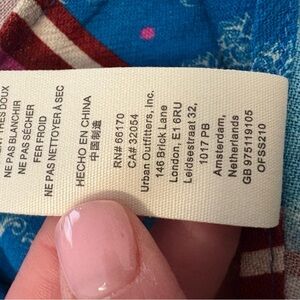 TRÈS DOUX
NE PAS BLANCHIR
NE PAS SÉCHER
FER FROID
NE PAS NETTOYER À SEC
HECHO EN CHINA
中国制造
RN# 66170
CA# 32054
Urban Outfitters, Inc.
146 Brick Lane
London, E1 6RU
Leidsestraat 32,
1017 PB
Amsterdam,
Netherlands
GB 975119105
OFSS210